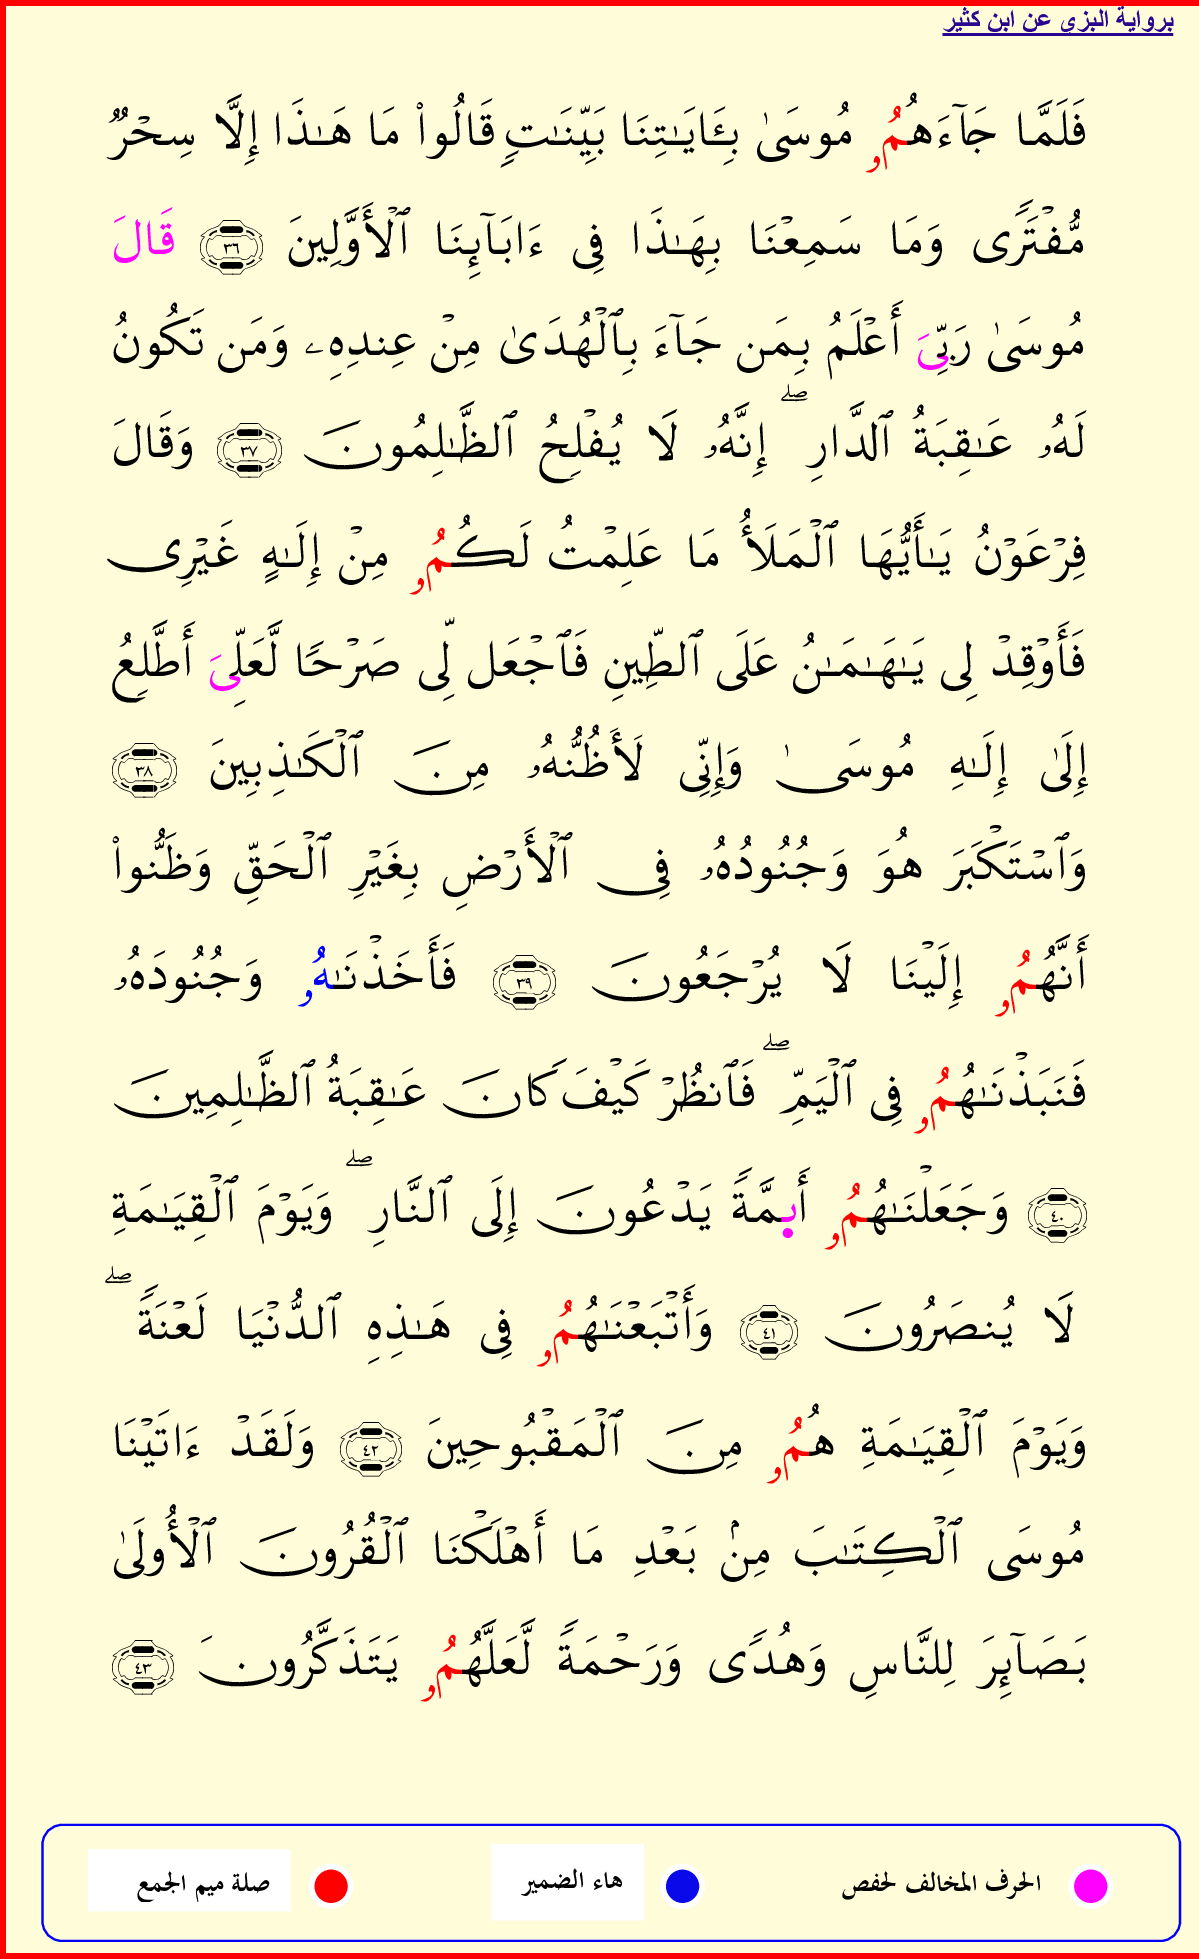 برواية البزى عن ابن كثير
فَلَمَّا جَآءَهُمُۥ مُوسَىٰ بِـَٔايَـٰتِنَا بَيِّنَـٰتٍ قَالُوا۟ مَا هَـٰذَا إِلَّا سِحْرٌ
مُّفْتَرًى وَمَا سَمِعْنَا بِهَـٰذَا فِى ءَابَآئِنَا ٱلْأَوَّلِينَ ٣٦ قَالَ
مُوسَىٰ رَبِّىَ أَعْلَمُ بِمَن جَآءَ بِٱلْهُدَىٰ مِنْ عِندِهِۦ وَمَن تَكُونُ
لَهُۥ عَـٰقِبَةُ ٱلدَّارِ ۖ إِنَّهُۥ لَا يُفْلِحُ ٱلظَّـٰلِمُونَ ٣٧ وَقَالَ
فِرْعَوْنُ يَـٰأَيُّهَا ٱلْمَلَأُ مَا عَلِمْتُ لَكُمُۥ مِنْ إِلَـٰهٍ غَيْرِى
فَأَوْقِدْ لِى يَـٰهَـٰمَـٰنُ عَلَى ٱلطِّينِ فَٱجْعَل لِّى صَرْحًا لَّعَلِّىَ أَطَّلِعُ
إِلَىٰ إِلَـٰهِ مُوسَىٰ وَإِنِّى لَأَظُنُّهُۥ مِنَ ٱلْكَـٰذِبِينَ ٣٨
وَٱسْتَكْبَرَ هُوَ وَجُنُودُهُۥ فِى ٱلْأَرْضِ بِغَيْرِ ٱلْحَقِّ وَظَنُّوا۟
أَنَّهُمُۥ إِلَيْنَا لَا يُرْجَعُونَ ٣٩ فَأَخَذْنَـٰهُۥ وَجُنُودَهُۥ
فَنَبَذْنَـٰهُمُۥ فِى ٱلْيَمِّ ۖ فَٱنظُرْ كَيْفَ كَانَ عَـٰقِبَةُ ٱلظَّـٰلِمِينَ
٤٠ وَجَعَلْنَـٰهُمُۥ أَىِٕمَّةً يَدْعُونَ إِلَى ٱلنَّارِ ۖ وَيَوْمَ ٱلْقِيَـٰمَةِ
لَا يُنصَرُونَ ٤١ وَأَتْبَعْنَـٰهُمُۥ فِى هَـٰذِهِ ٱلدُّنْيَا لَعْنَةً ۖ
وَيَوْمَ ٱلْقِيَـٰمَةِ هُمُۥ مِنَ ٱلْمَقْبُوحِينَ ٤٢ وَلَقَدْ ءَاتَيْنَا
مُوسَى ٱلْكِتَـٰبَ مِنۢ بَعْدِ مَا أَهْلَكْنَا ٱلْقُرُونَ ٱلْأُولَىٰ
بَصَآئِرَ لِلنَّاسِ وَهُدًى وَرَحْمَةً لَّعَلَّهُمُۥ يَتَذَكَّرُونَ ٤٣
الحرف المخالف لحفص هاء الضمير صلة ميم الجمع